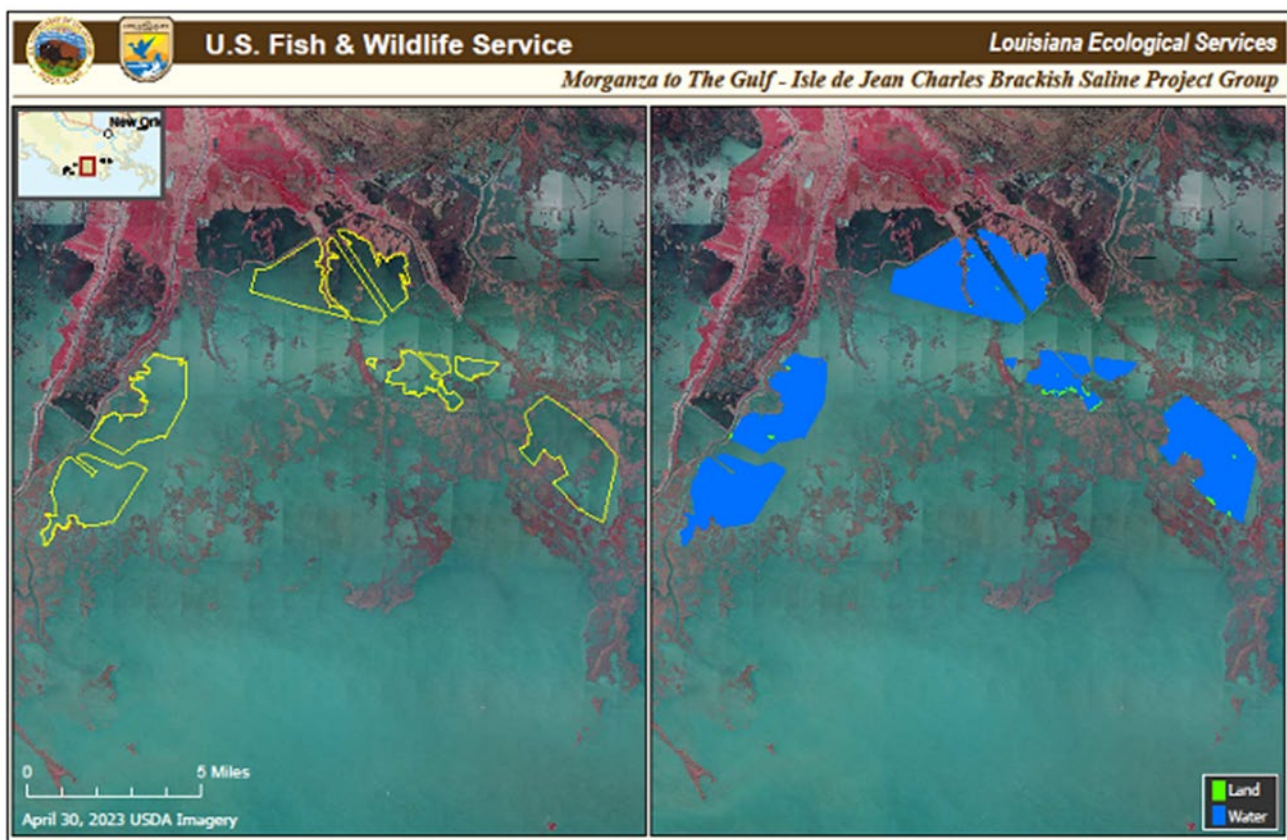 U.S. Fish & Wildlife Service
Louisiana Ecological Services
Morganza to The Gulf - Isle de Jean Charles Brackish Saline Project Group
New Orl
0 5 Miles
April 30, 2023 USDA Imagery
Land
Water